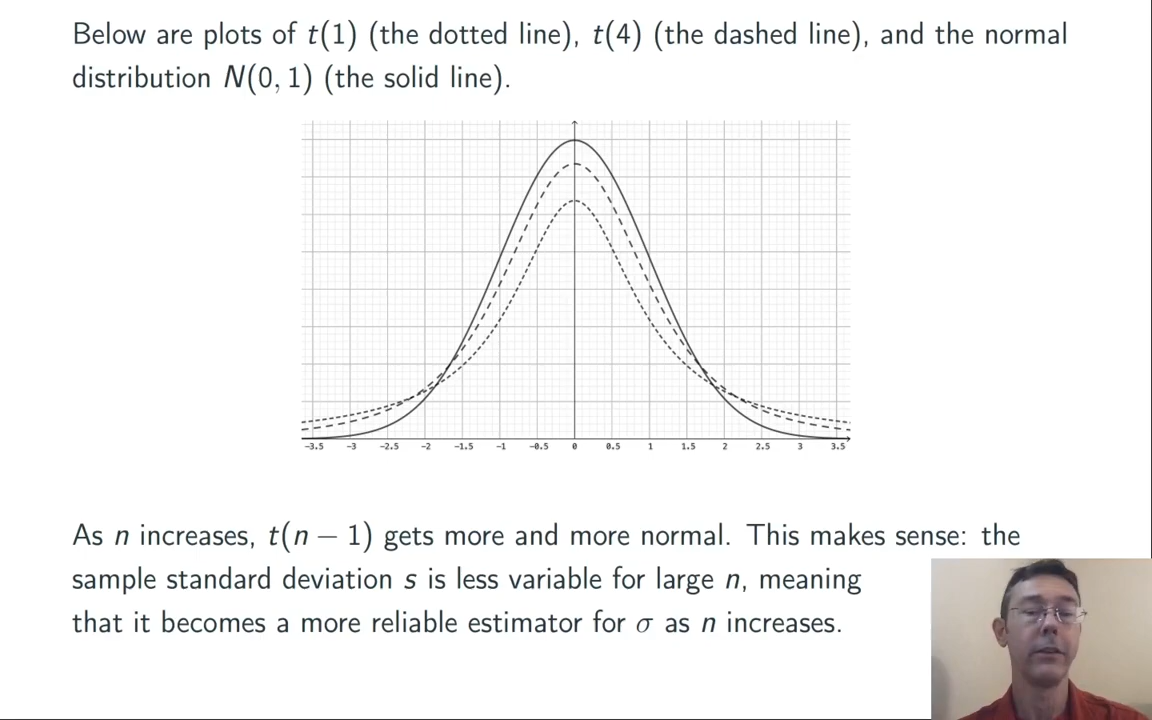 Below are plots of t(1) (the dotted line), t(4) (the dashed line), and the normal
distribution N(0, 1) (the solid line).
−3.5 −3 −2.5 −2 −1.5 −1 −0.5 0 0.5 1 1.5 2 2.5 3 3.5
As n increases, t(n − 1) gets more and more normal. This makes sense: the
sample standard deviation s is less variable for large n, meaning
that it becomes a more reliable estimator for σ as n increases.